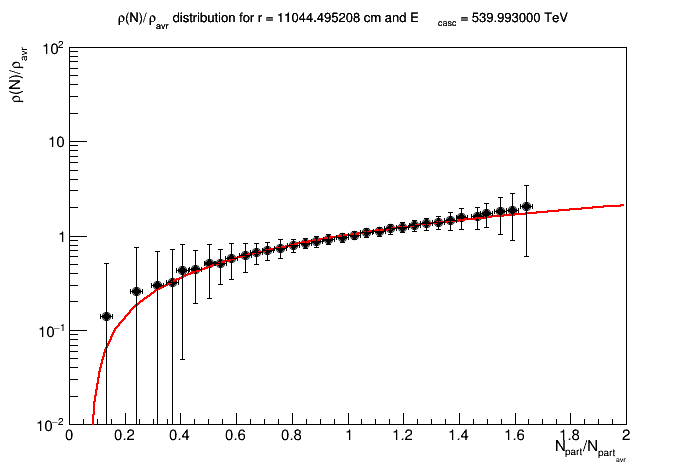 ρ(N)/ρavr distribution for r = 11044.495208 cm and E casc = 539.993000 TeV
ρ(N)/ρavr
10²
10
1
10⁻¹
10⁻²
0 0.2 0.4 0.6 0.8 1 1.2 1.4 1.6 1.8 2
Npart/Npartavr